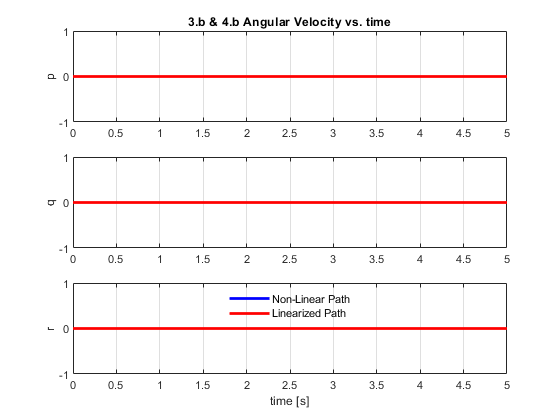 3.b & 4.b Angular Velocity vs. time
1
p 0
-1
0 0.5 1 1.5 2 2.5 3 3.5 4 4.5 5
1
q 0
-1
0 0.5 1 1.5 2 2.5 3 3.5 4 4.5 5
1
Non-Linear Path
Linearized Path
r 0
-1
0 0.5 1 1.5 2 2.5 3 3.5 4 4.5 5
time [s]